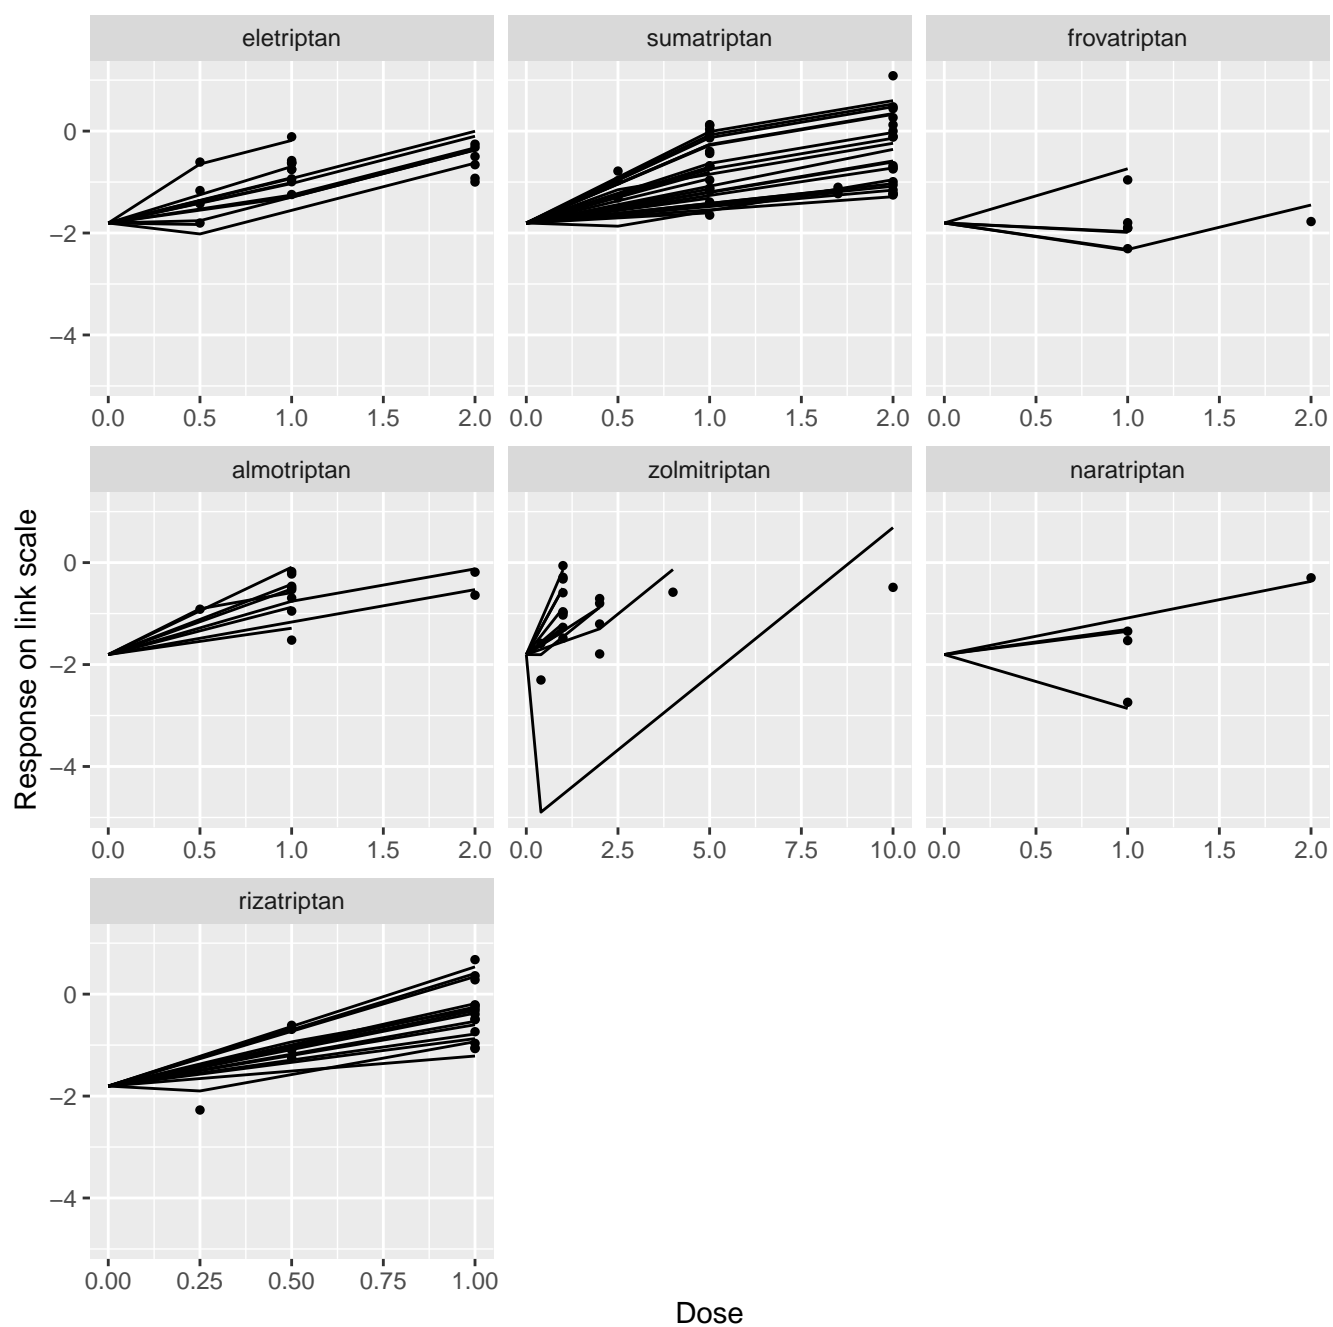 eletriptan sumatriptan frovatriptan
0
−2
−4
0.0 0.5 1.0 1.5 2.0 0.0 0.5 1.0 1.5 2.0 0.0 0.5 1.0 1.5 2.0
almotriptan zolmitriptan naratriptan
0
−2
−4
0.0 0.5 1.0 1.5 2.0 0.0 2.5 5.0 7.5 10.0 0.0 0.5 1.0 1.5 2.0
rizatriptan
0
−2
−4
0.00 0.25 0.50 0.75 1.00
Response on link scale
Dose